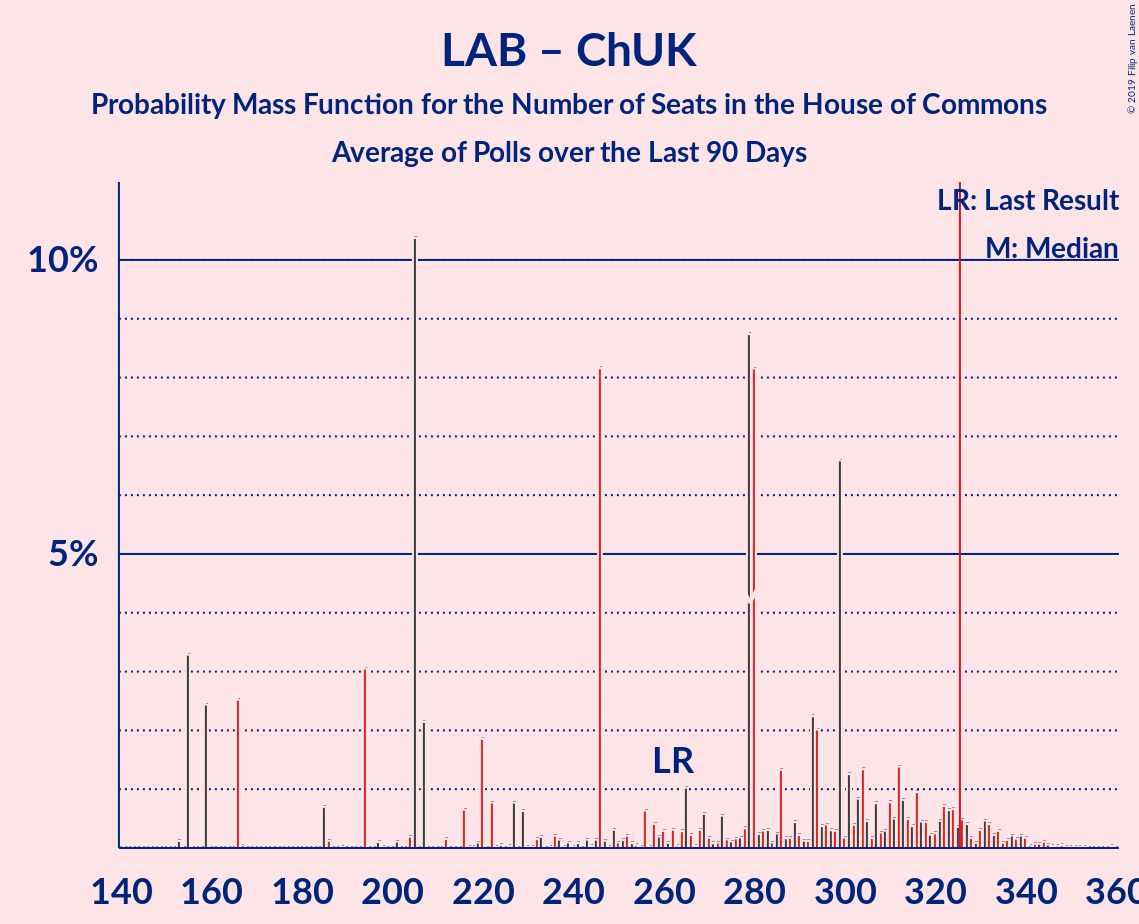 LAB – ChUK
Probability Mass Function for the Number of Seats in the House of Commons
Average of Polls over the Last 90 Days
© 2019 Filip van Laenen
LR: Last Result
M: Median
10%
5%
LR
140 160 180 200 220 240 260 280 300 320 340 360